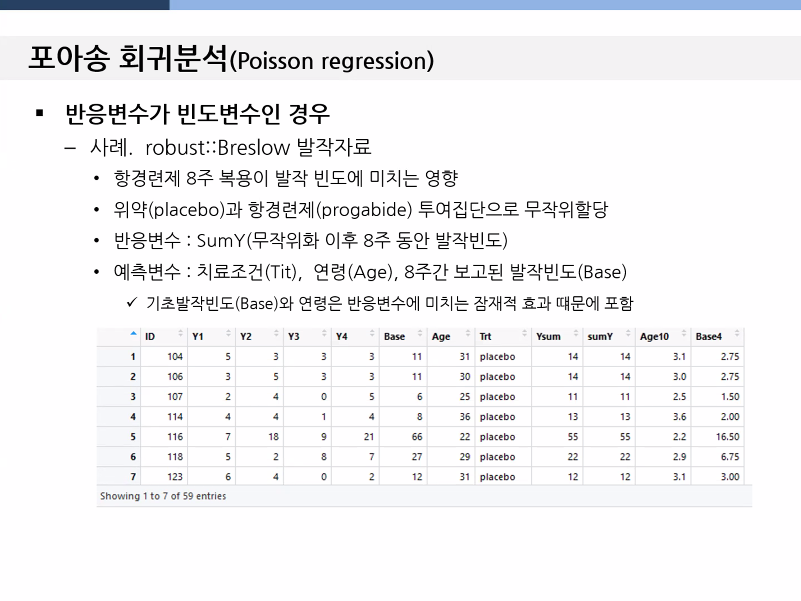 포아송 회귀분석(Poisson regression)
▪ 반응변수가 빈도변수인 경우
– 사례. robust::Breslow 발작자료
• 항경련제 8주 복용이 발작 빈도에 미치는 영향
• 위약(placebo)과 항경련제(progabide) 투여집단으로 무작위할당
• 반응변수 : SumY(무작위화 이후 8주 동안 발작빈도)
• 예측변수 : 치료조건(Tit), 연령(Age), 8주간 보고된 발작빈도(Base)
✓ 기초발작빈도(Base)와 연령은 반응변수에 미치는 잠재적 효과 떄문에 포함
ID Y1 Y2 Y3 Y4 Base Age Trt Ysum sumY Age10 Base4
1 104 5 3 3 3 11 31 placebo 14 14 3.1 2.75
2 106 3 5 3 3 11 30 placebo 14 14 3.0 2.75
3 107 2 4 0 5 6 25 placebo 11 11 2.5 1.50
4 114 4 4 1 4 8 36 placebo 13 13 3.6 2.00
5 116 7 18 9 21 66 22 placebo 55 55 2.2 16.50
6 118 5 2 8 7 27 29 placebo 22 22 2.9 6.75
7 123 6 4 0 2 12 31 placebo 12 12 3.1 3.00
Showing 1 to 7 of 59 entries